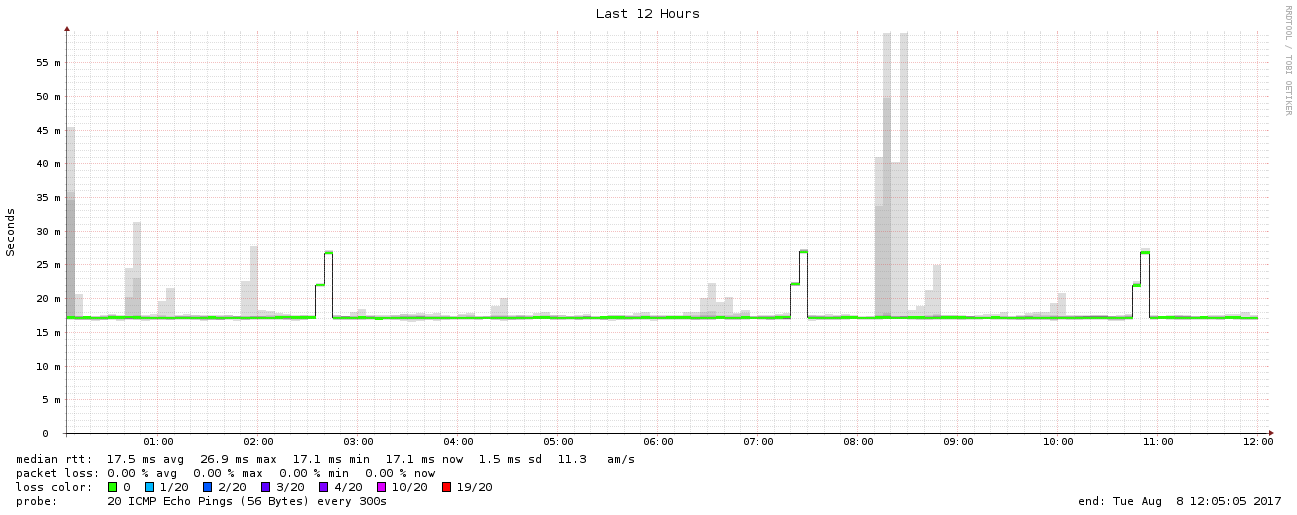 Last 12 Hours
RRDTOOL / TOBI OETIKER
Seconds
55 m
50 m
45 m
40 m
35 m
30 m
25 m
20 m
15 m
10 m
5 m
0
01:00 02:00 03:00 04:00 05:00 06:00 07:00 08:00 09:00 10:00 11:00 12:00
median rtt: 17.5 ms avg 26.9 ms max 17.1 ms min 17.1 ms now 1.5 ms sd 11.3 am/s
packet loss: 0.00 % avg 0.00 % max 0.00 % min 0.00 % now
loss color: 0 1/20 2/20 3/20 4/20 10/20 19/20
probe: 20 ICMP Echo Pings (56 Bytes) every 300s end: Tue Aug 8 12:05:05 2017